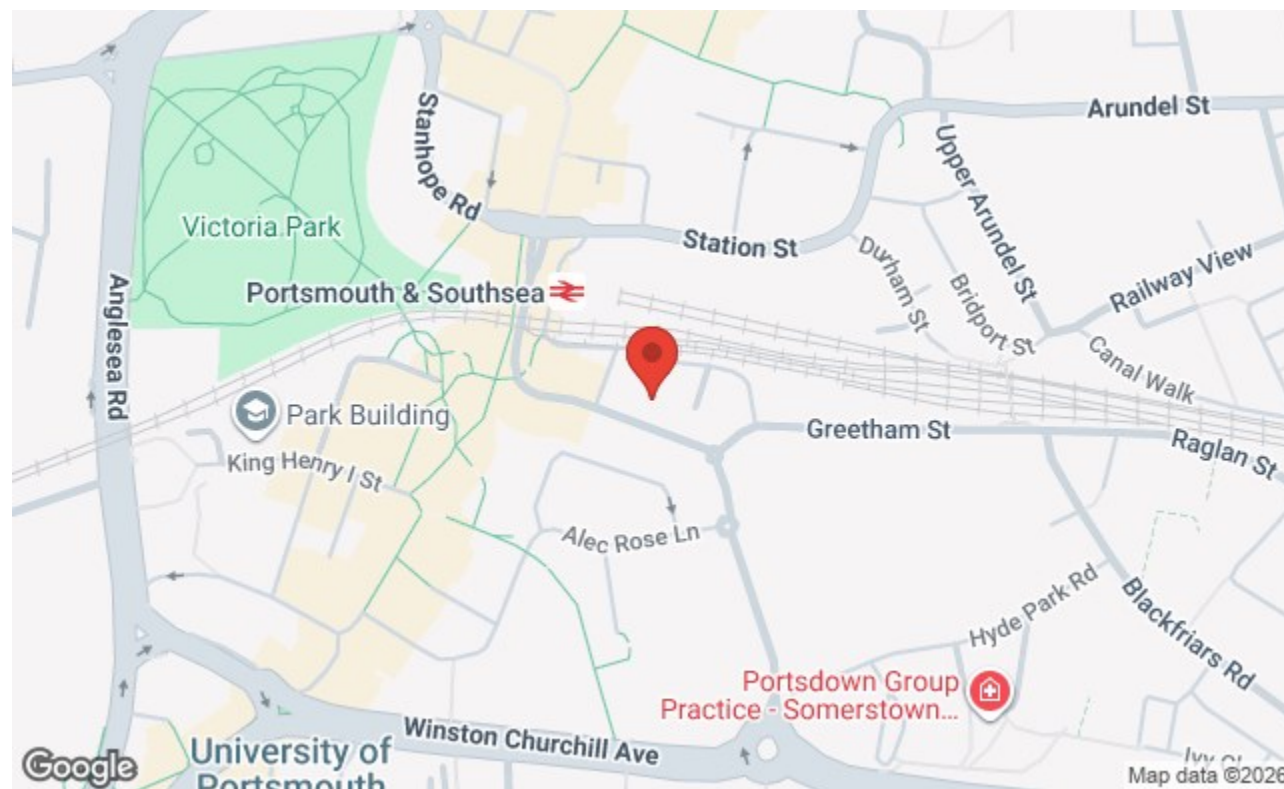 Arundel St
Stanhope Rd
Upper Arundel St
Victoria Park
Station St
Durham St
Bridport St
Railway View
Portsmouth & Southsea
Anglesea Rd
Canal Walk
Park Building
Greetham St
Raglan St
King Henry I St
Alec Rose Ln
Hyde Park Rd
Blackfriars Rd
Portsdown Group
Practice - Somerstown...
Winston Churchill Ave
University of
Portsmouth
Google
Map data ©2026